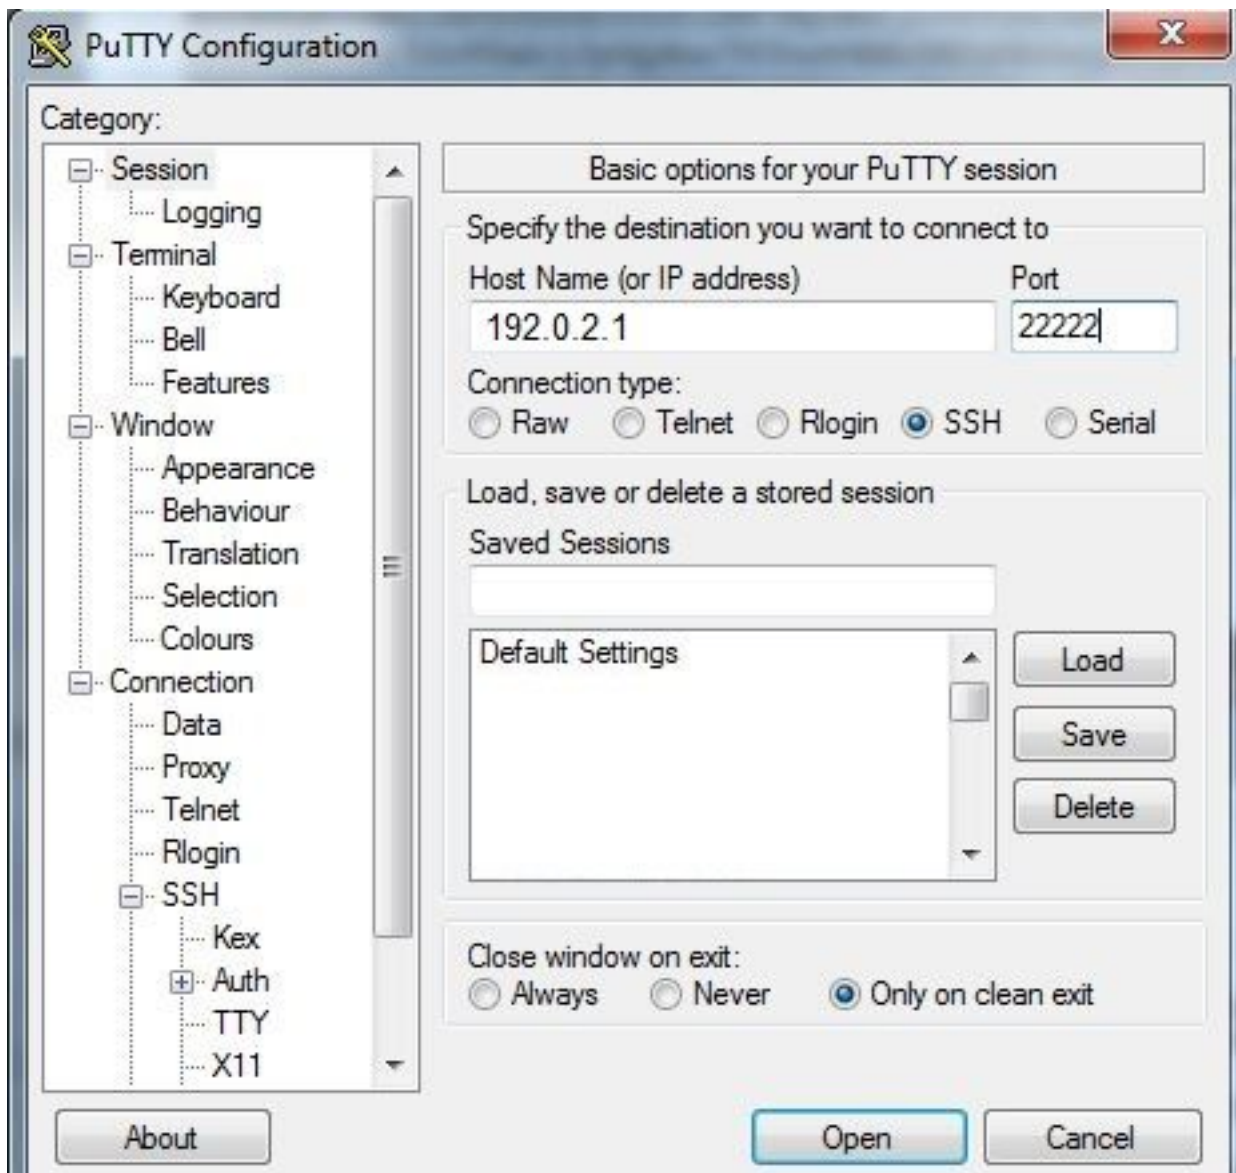 PuTTY Configuration
Category:
Session
Logging
Terminal
Keyboard
Bell
Features
Window
Appearance
Behaviour
Translation
Selection
Colours
Connection
Data
Proxy
Telnet
Rlogin
SSH
Kex
Auth
TTY
X11
About
Basic options for your PuTTY session
Specify the destination you want to connect to
Host Name (or IP address) Port
192.0.2.1 22222
Connection type:
Raw Telnet Rlogin SSH Serial
Load, save or delete a stored session
Saved Sessions
Default Settings
Load
Save
Delete
Close window on exit:
Always Never Only on clean exit
Open Cancel